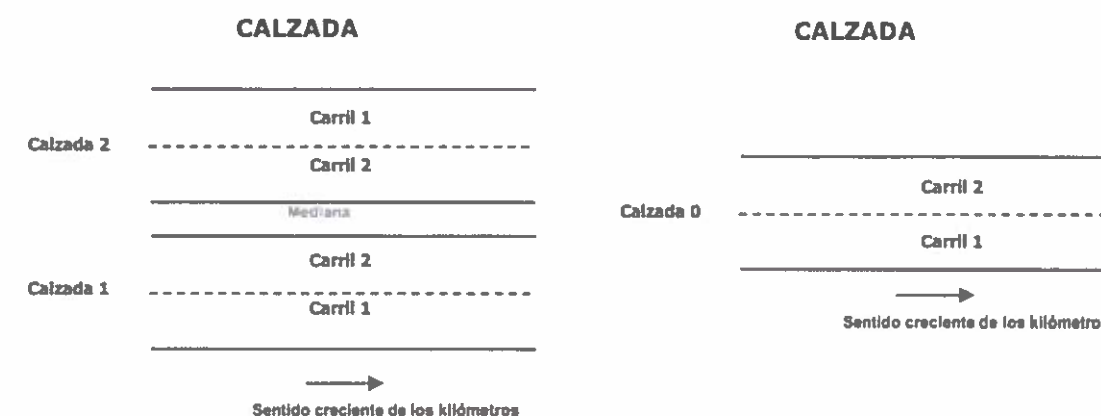 CALZADA
Carril 1
Calzada 2
Carril 2
Mediana
Carril 2
Calzada 1
Carril 1
Sentido creciente de los kilómetros
CALZADA
Carril 2
Calzada 0
Carril 1
Sentido creciente de los kilómetro